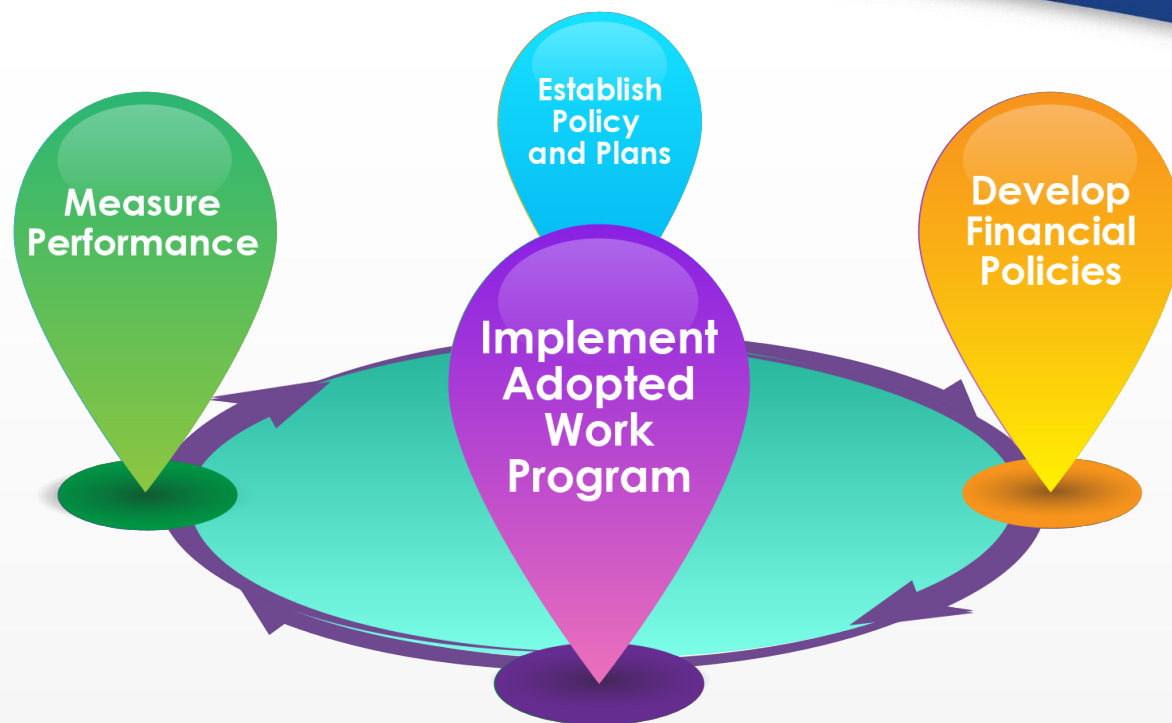 Establish
Policy
and Plans
Measure
Performance
Develop
Financial
Policies
Implement
Adopted
Work
Program